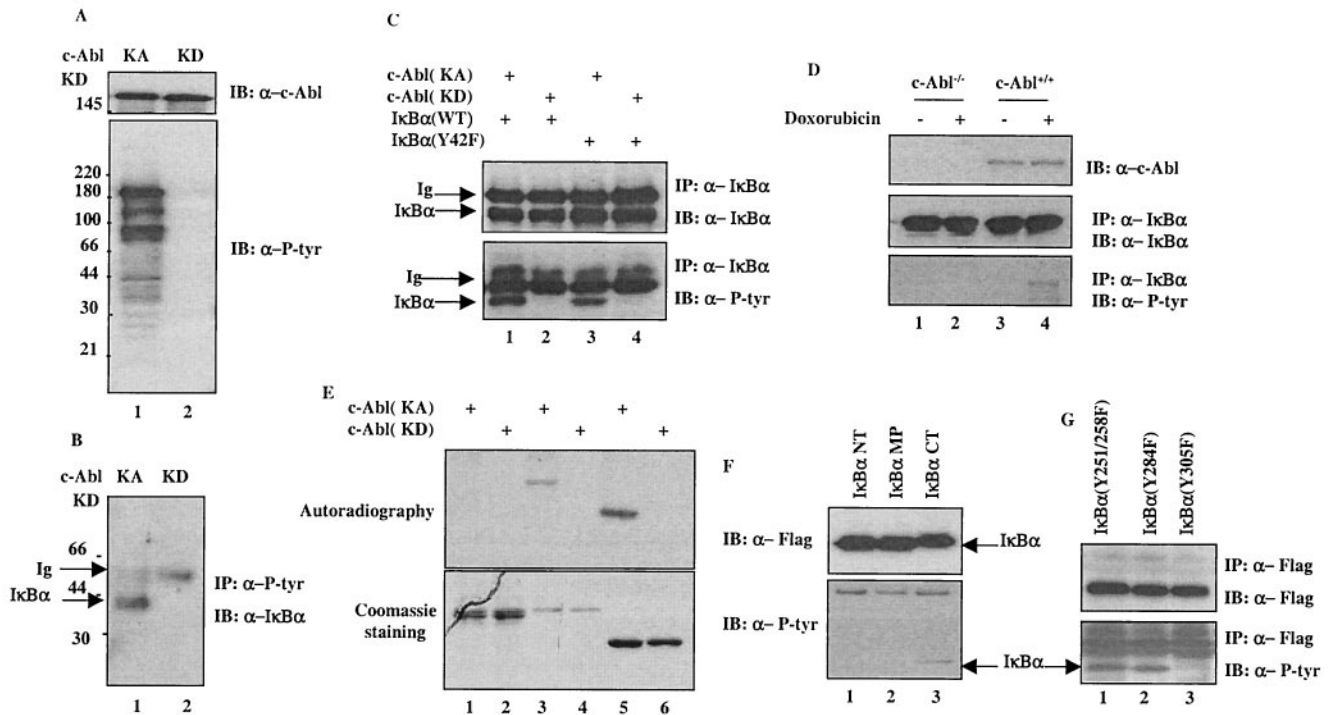 A
c-Abl KA KD
KD
145
IB: α-c-Abl
220
180
100
66
44
30
21
IB: α-P-tyr
1 2
B
c-Abl KA KD
KD
66
Ig
44
IκBα
30
IP: α-P-tyr
IB: α-IκBα
1 2
C
c-Abl( KA) + +
c-Abl( KD) + +
IκBα(WT) + +
IκBα(Y42F) + +
Ig
IκBα
IP: α- IκBα
IB: α- IκBα
Ig
IκBα
IP: α- IκBα
IB: α- P-tyr
1 2 3 4
D
c-Abl-/- c-Abl+/+
Doxorubicin - + - +
IB: α-c-Abl
IP: α- IκBα
IB: α- IκBα
IP: α- IκBα
IB: α- P-tyr
1 2 3 4
E
c-Abl( KA) + + +
c-Abl( KD) + + +
Autoradiography
Coomassie
staining
1 2 3 4 5 6
F
IκBα NT
IκBα MP
IκBα CT
IB: α- Flag
IκBα
IB: α- P-tyr
IκBα
1 2 3
G
IκBα(Y251/258F)
IκBα(Y284F)
IκBα(Y305F)
IP: α- Flag
IB: α- Flag
IP: α- Flag
IB: α- P-tyr
1 2 3